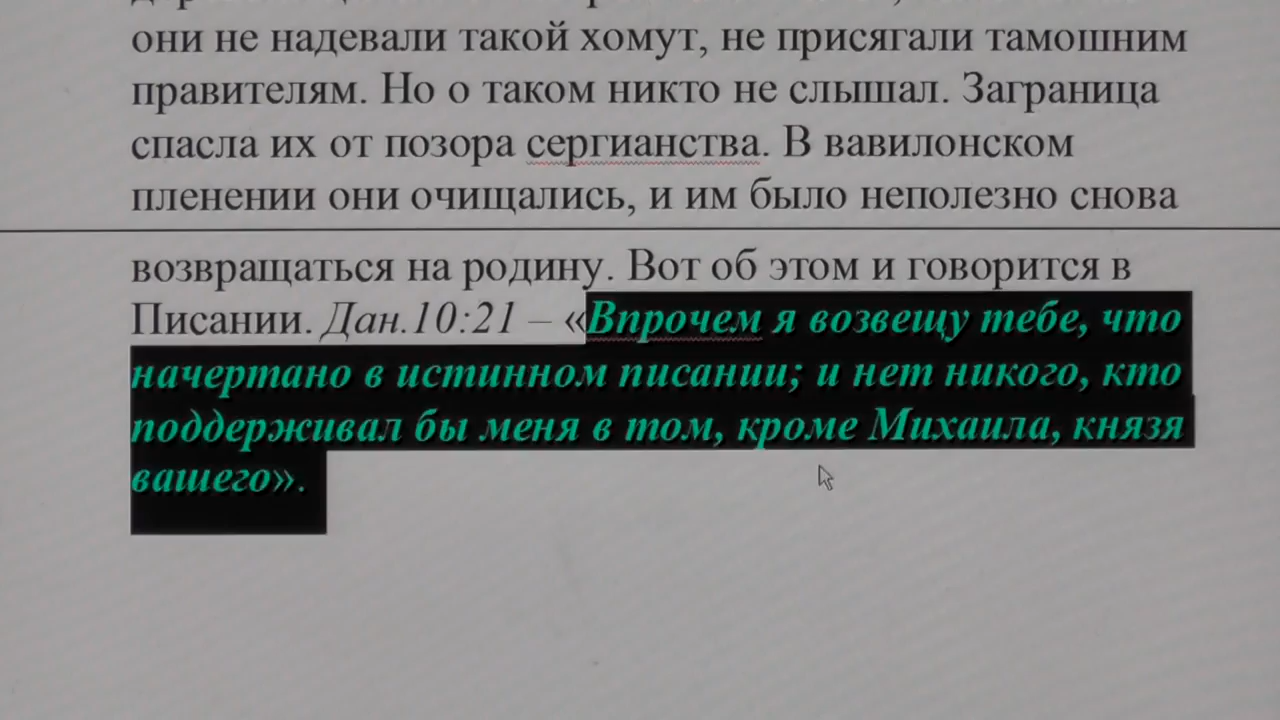 они не надевали такой хомут, не присягали тамошним
правителям. Но о таком никто не слышал. Заграница
спасла их от позора сергианства. В вавилонском
пленении они очищались, и им было неполезно снова
возвращаться на родину. Вот об этом и говорится в
Писании. Дан.10:21 – «Впрочем я возвещу тебе, что
начертано в истинном писании; и нет никого, кто
поддерживал бы меня в том, кроме Михаила, князя
вашего».